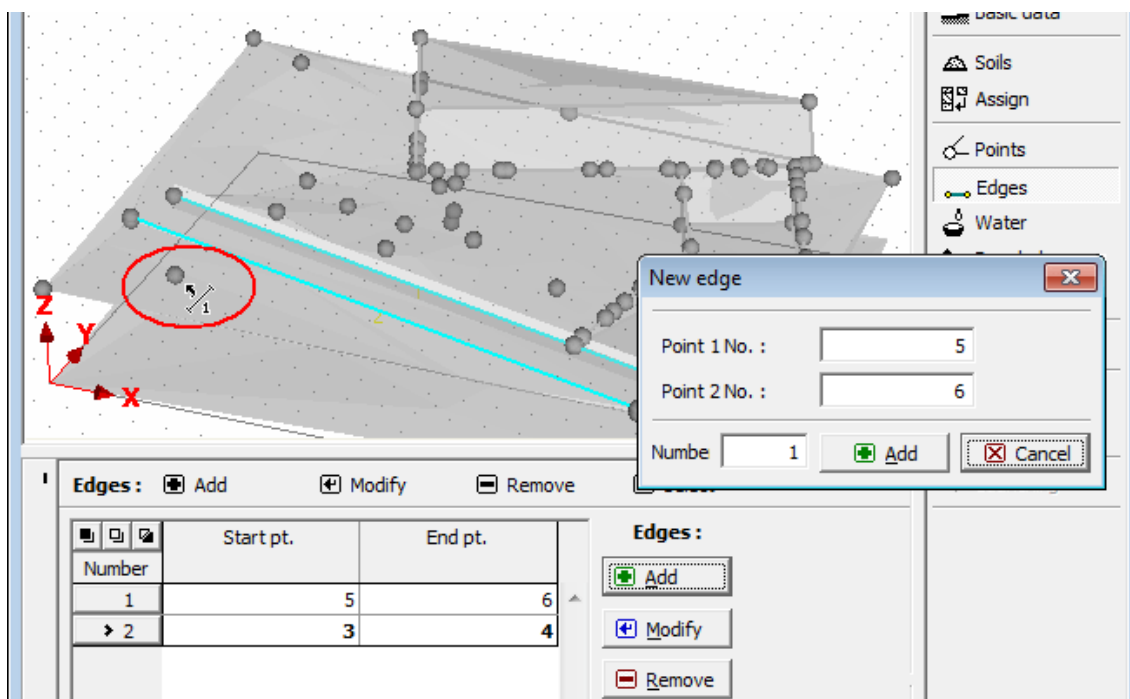 Basic data
Soils
Assign
Points
Edges
Water
Z
Y
X
1
1
2
New edge
Point 1 No. :
5
Point 2 No. :
6
Numbe
1
Add
Cancel
Edges :
Add
Modify
Remove
Number
Start pt.
End pt.
1
5
6
2
3
4
Edges :
Add
Modify
Remove